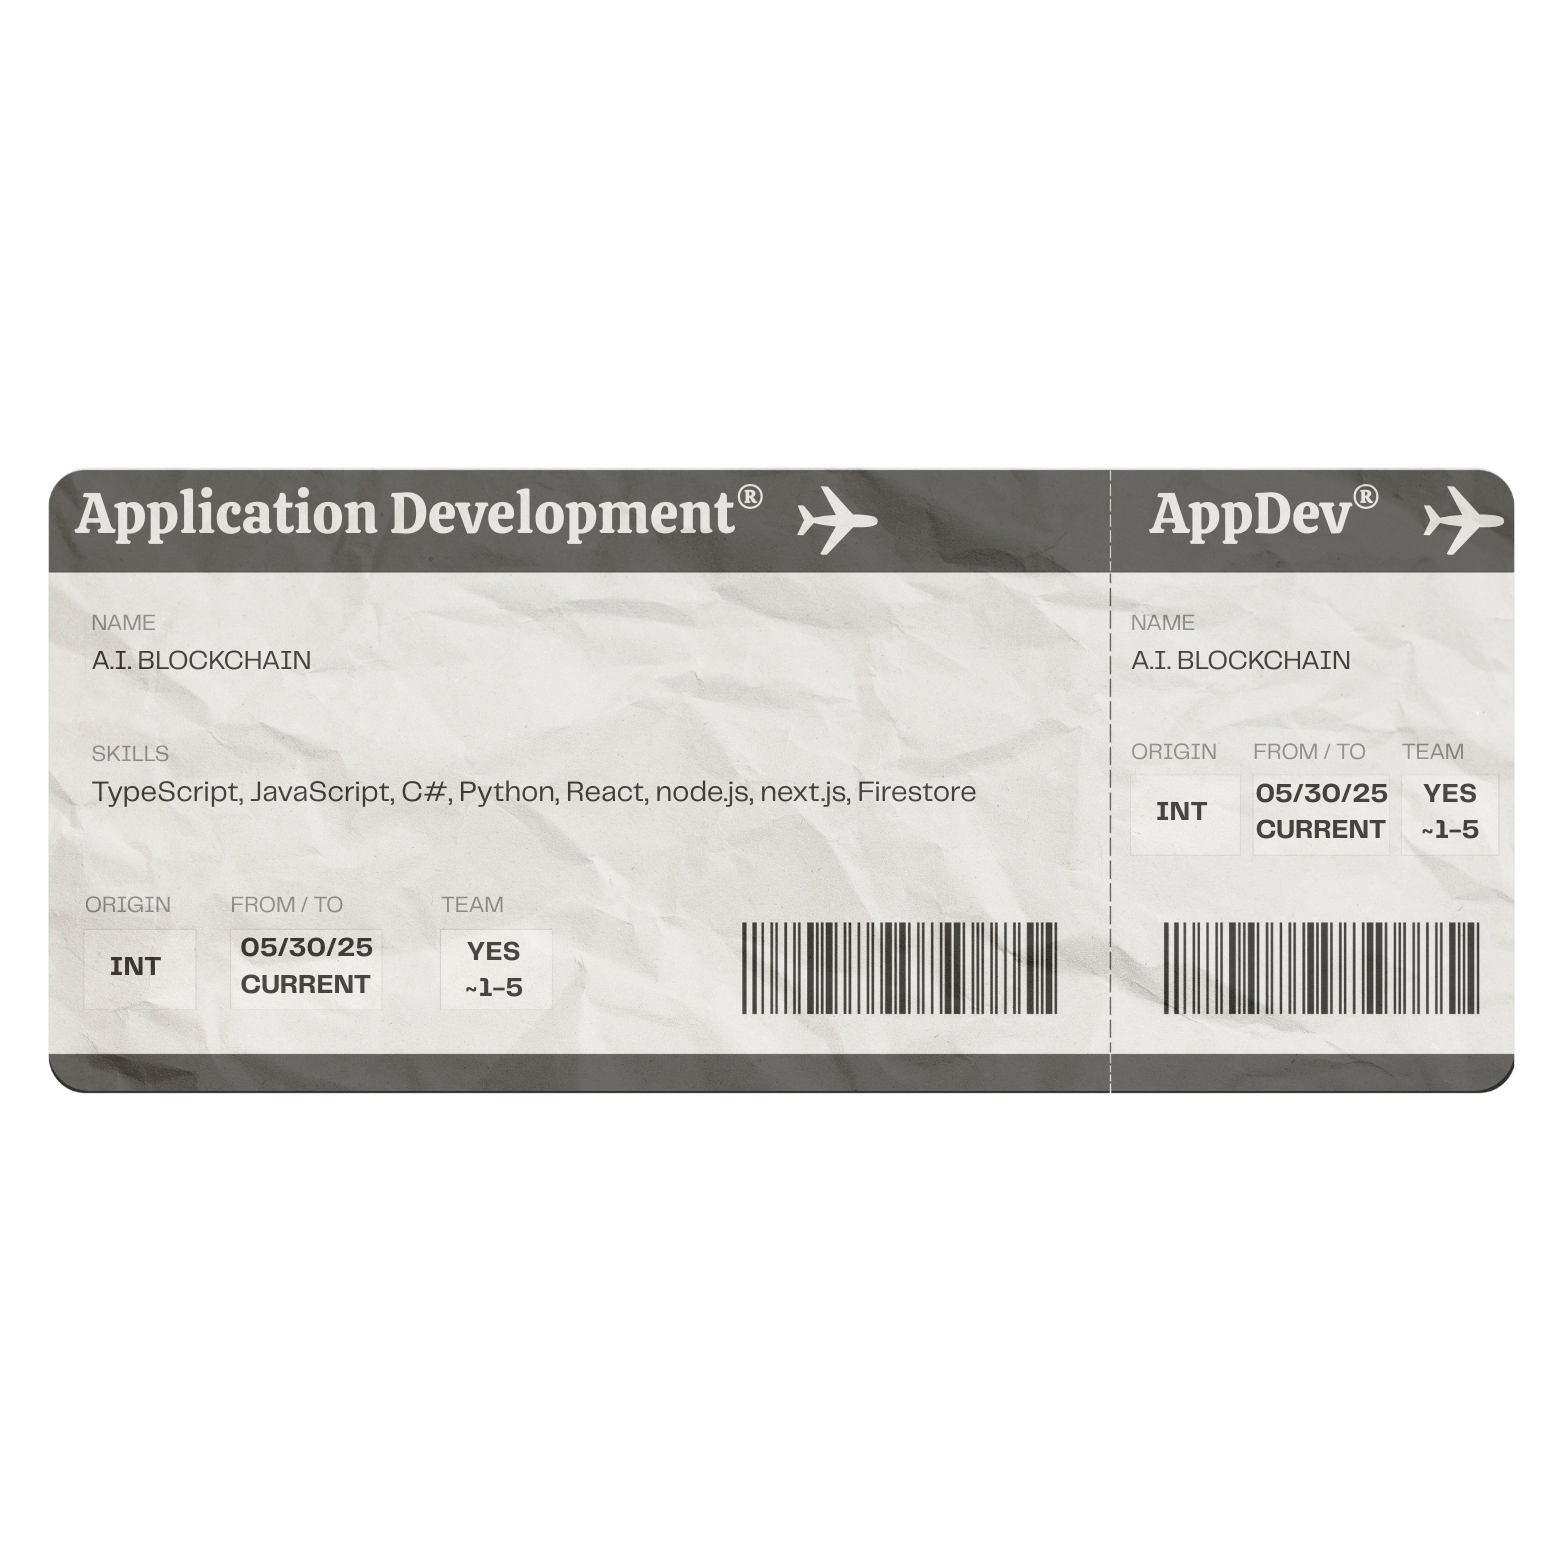 Application Development®
NAME
A.I. BLOCKCHAIN
SKILLS
TypeScript, JavaScript, C#, Python, React, node.js, next.js, Firestore
ORIGIN
INT
FROM / TO
05/30/25
CURRENT
TEAM
YES
~1-5
AppDev®
NAME
A.I. BLOCKCHAIN
ORIGIN
INT
FROM / TO
05/30/25
CURRENT
TEAM
YES
~1-5